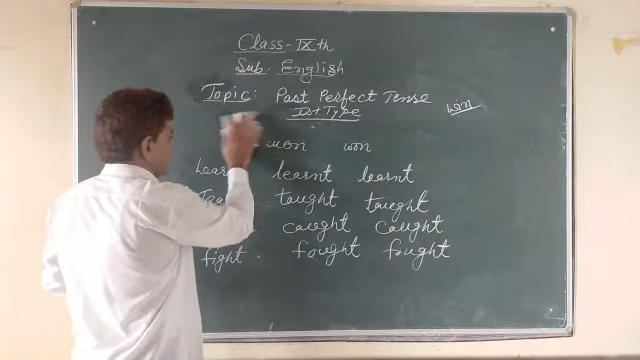 Class-IXth
Sub- English
Topic: Past Perfect Tense
Ist Type
won won
learnt learnt
taught taught
caught caught
fight - fought fought